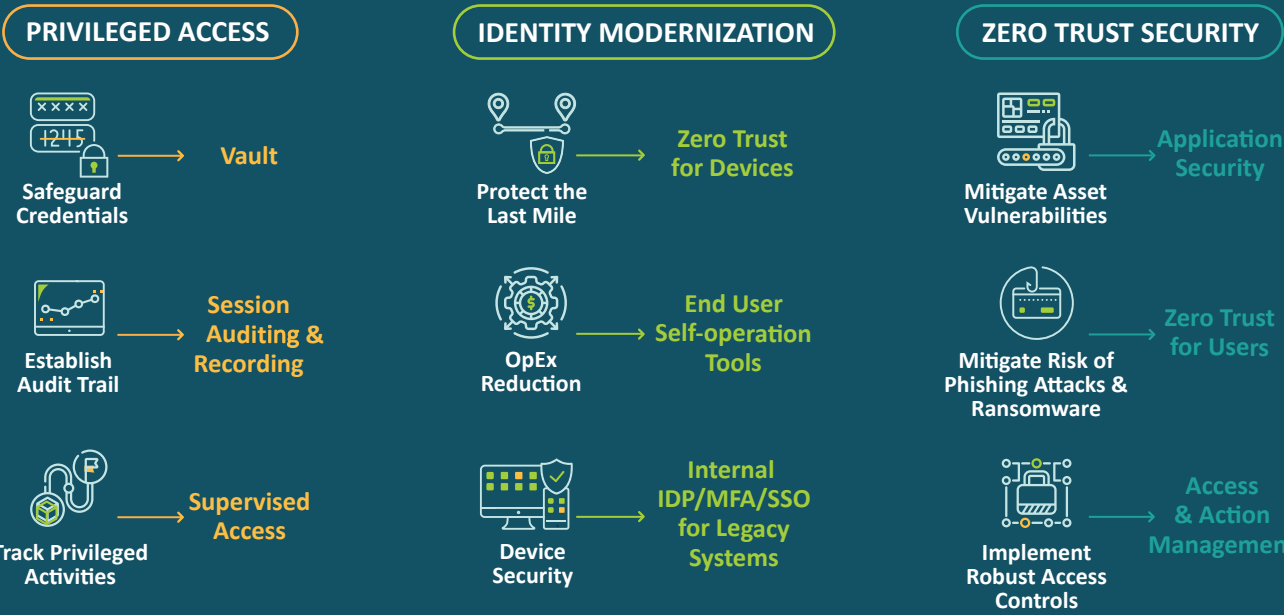 PRIVILEGED ACCESS
××××
1245
Safeguard
Credentials
Vault
Establish
Audit Trail
Session
Auditing &
Recording
Track Privileged
Activities
Supervised
Access
IDENTITY MODERNIZATION
Protect the
Last Mile
Zero Trust
for Devices
$
OpEx
Reduction
End User
Self-operation
Tools
Device
Security
Internal
IDP/MFA/SSO
for Legacy
Systems
ZERO TRUST SECURITY
Mitigate Asset
Vulnerabilities
Application
Security
Mitigate Risk of
Phishing Attacks &
Ransomware
Zero Trust
for Users
Implement
Robust Access
Controls
Access
& Action
Management